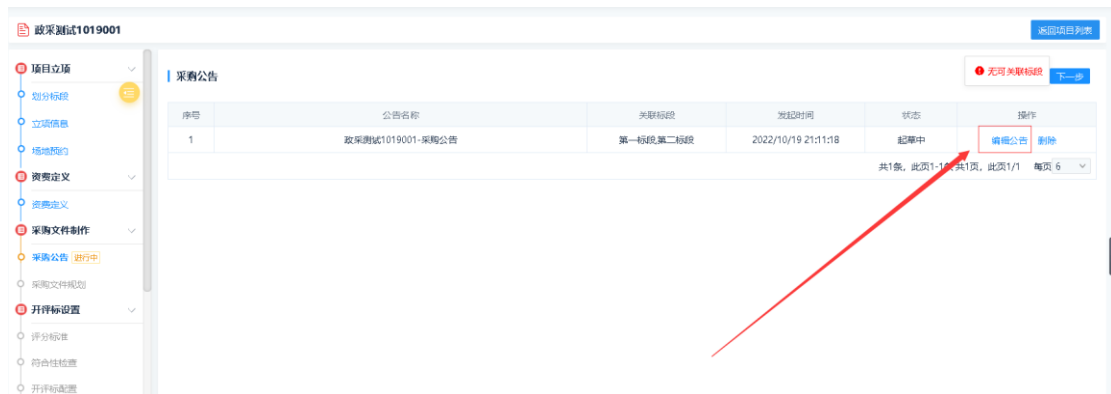 政采测试1019001
返回项目列表
项目立项
划分标段
立项信息
场地预约
资费定义
资费定义
采购文件制作
采购公告 进行中
采购文件规划
开评标设置
评分标准
符合性检查
开评标配置
采购公告
无可关联标段
下一步
序号 公告名称 关联标段 发起时间 状态 操作
1 政采测试1019001-采购公告 第一标段,第二标段 2022/10/19 21:11:18 起草中 编辑公告 删除
共1条，此页1-1条 共1页，此页1/1 每页 6